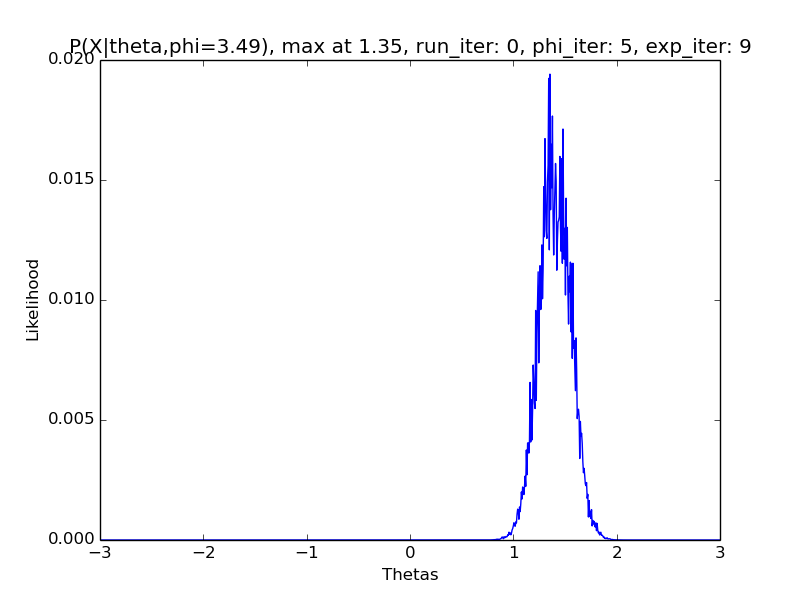 P(X|theta,phi=3.49), max at 1.35, run_iter: 0, phi_iter: 5, exp_iter: 9
0.020
0.015
0.010
0.005
0.000
Likelihood
−3 −2 −1 0 1 2 3
Thetas